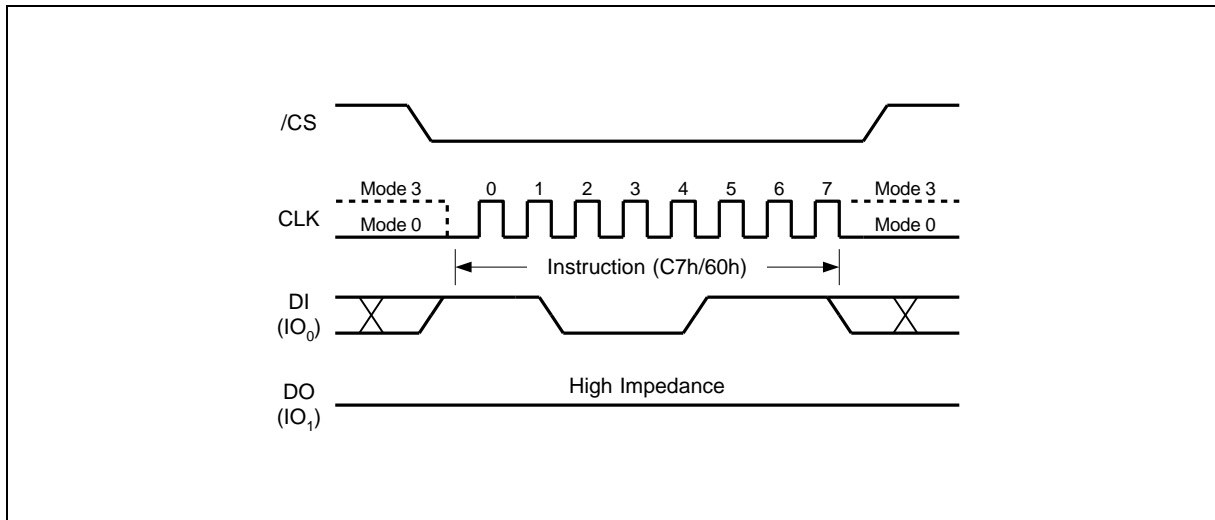 /CS
Mode 3 0 1 2 3 4 5 6 7 Mode 3
CLK
Mode 0 Mode 0
Instruction (C7h/60h)
DI
(IO₀)
High Impedance
DO
(IO₁)